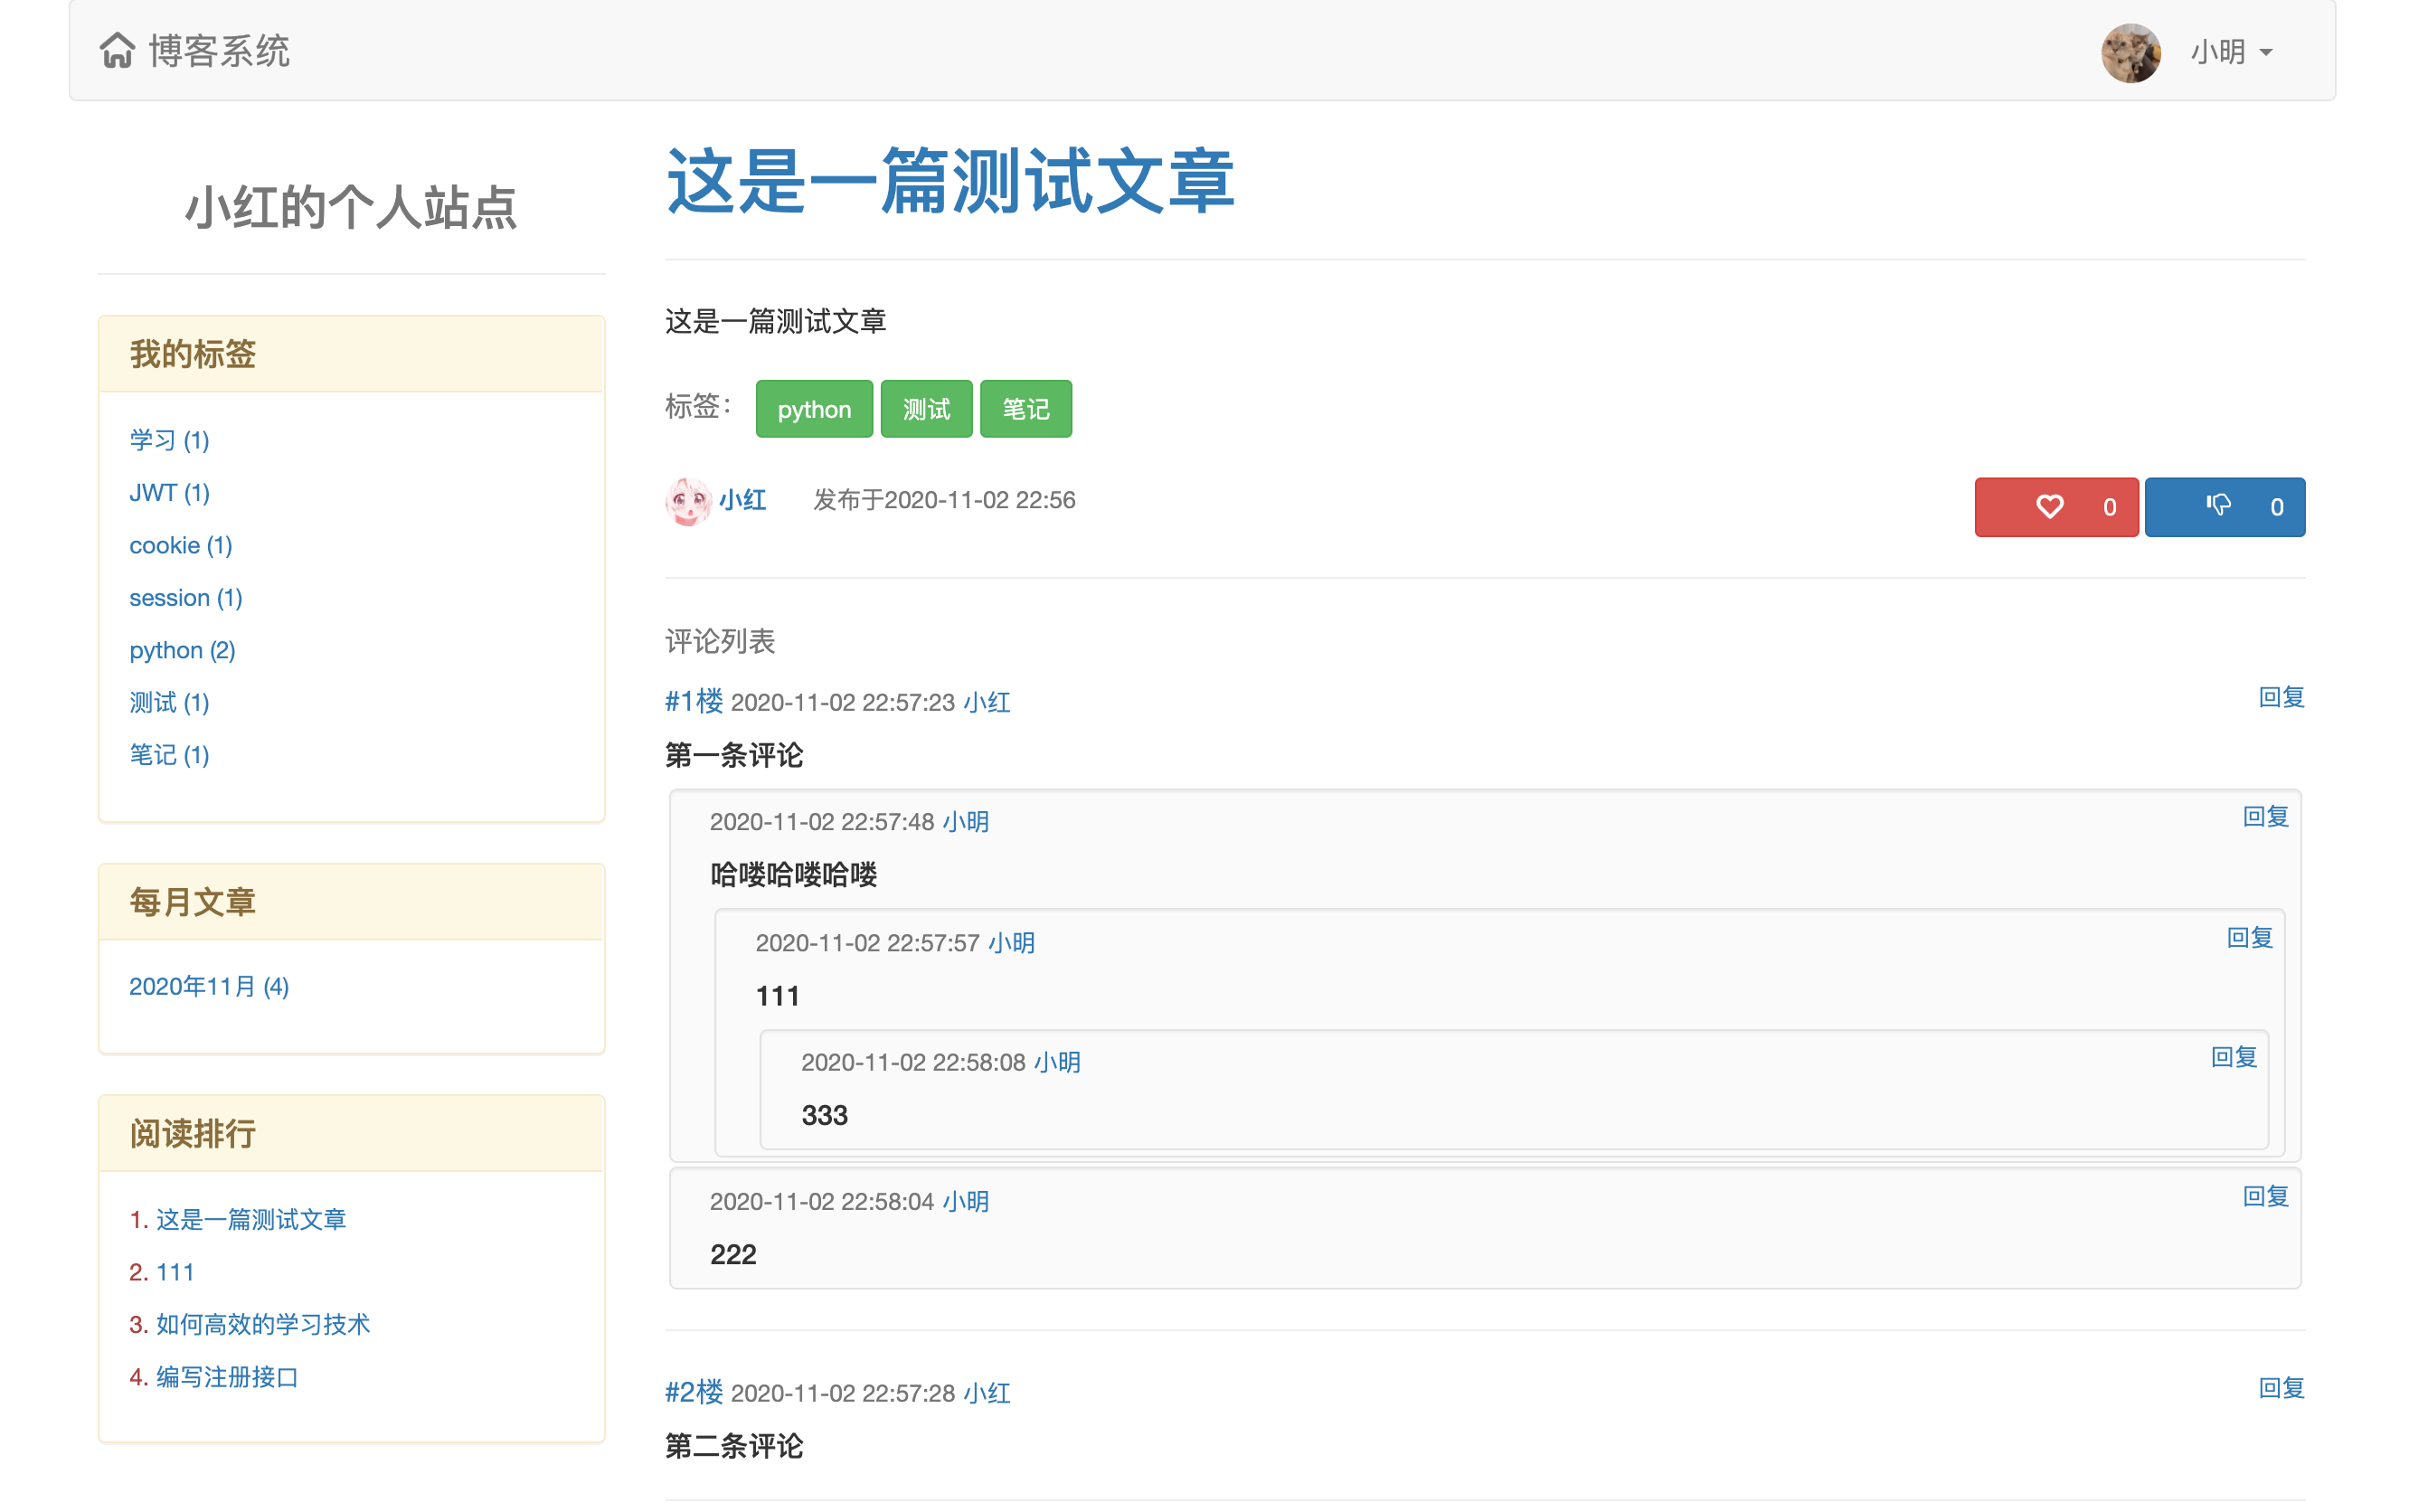 博客系统
小明
小红的个人站点
我的标签
学习 (1)
JWT (1)
cookie (1)
session (1)
python (2)
测试 (1)
笔记 (1)
每月文章
2020年11月 (4)
阅读排行
1. 这是一篇测试文章
2. 111
3. 如何高效的学习技术
4. 编写注册接口
这是一篇测试文章
这是一篇测试文章
标签： python 测试 笔记
小红 发布于2020-11-02 22:56 0 0
评论列表
#1楼 2020-11-02 22:57:23 小红 回复
第一条评论
2020-11-02 22:57:48 小明 回复
哈喽哈喽哈喽
2020-11-02 22:57:57 小明 回复
111
2020-11-02 22:58:08 小明 回复
333
2020-11-02 22:58:04 小明 回复
222
#2楼 2020-11-02 22:57:28 小红 回复
第二条评论